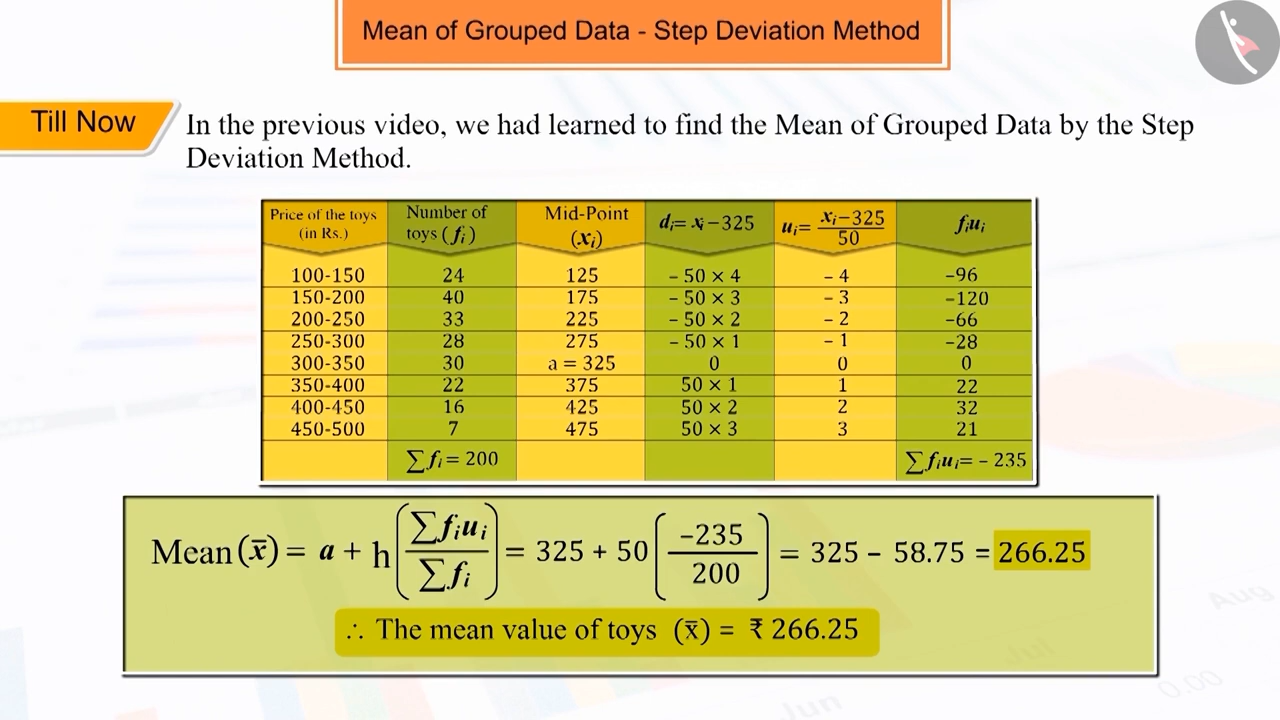 Mean of Grouped Data - Step Deviation Method
Till Now
In the previous video, we had learned to find the Mean of Grouped Data by the Step
Deviation Method.
Price of the toys (in Rs.) | Number of toys (fᵢ) | Mid-Point (xᵢ) | dᵢ= xᵢ−325 | uᵢ= (xᵢ−325)/50 | fᵢuᵢ
100-150 | 24 | 125 | − 50 × 4 | − 4 | −96
150-200 | 40 | 175 | − 50 × 3 | − 3 | −120
200-250 | 33 | 225 | − 50 × 2 | − 2 | −66
250-300 | 28 | 275 | − 50 × 1 | − 1 | −28
300-350 | 30 | a = 325 | 0 | 0 | 0
350-400 | 22 | 375 | 50 × 1 | 1 | 22
400-450 | 16 | 425 | 50 × 2 | 2 | 32
450-500 | 7 | 475 | 50 × 3 | 3 | 21
∑fᵢ = 200 | ∑fᵢuᵢ= − 235
Mean (x̅) = a + h (∑fᵢuᵢ / ∑fᵢ) = 325 + 50 (−235 / 200) = 325 − 58.75 = 266.25
∴ The mean value of toys (x̅) = ₹ 266.25
Aug
Jul
Jun
0.00